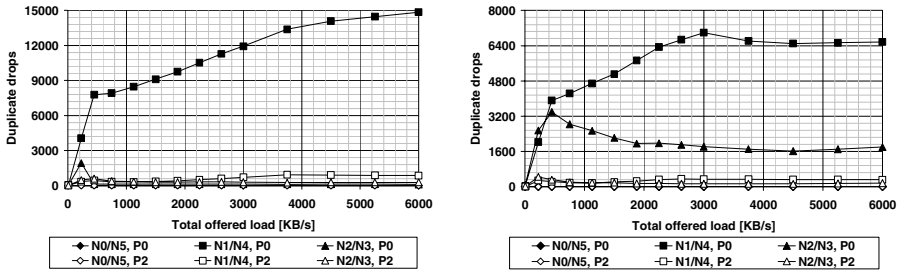 15000
12000
9000
6000
3000
0
Duplicate drops
0 1000 2000 3000 4000 5000 6000
Total offered load [KB/s]
N0/N5, P0 N1/N4, P0 N2/N3, P0
N0/N5, P2 N1/N4, P2 N2/N3, P2
8000
6400
4800
3200
1600
0
Duplicate drops
0 1000 2000 3000 4000 5000 6000
Total offered load [KB/s]
N0/N5, P0 N1/N4, P0 N2/N3, P0
N0/N5, P2 N1/N4, P2 N2/N3, P2